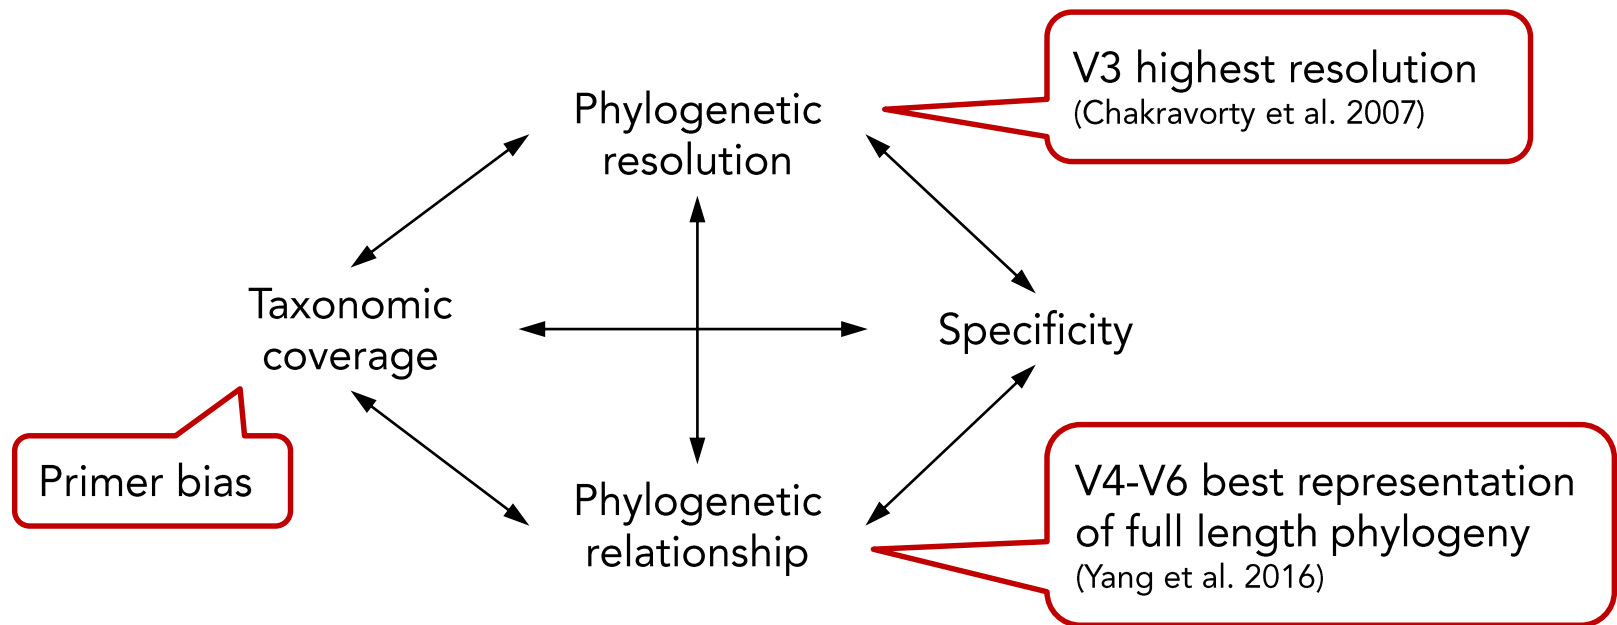 V3 highest resolution
(Chakravorty et al. 2007)
Phylogenetic
resolution
Taxonomic
coverage
Specificity
Primer bias
Phylogenetic
relationship
V4-V6 best representation
of full length phylogeny
(Yang et al. 2016)